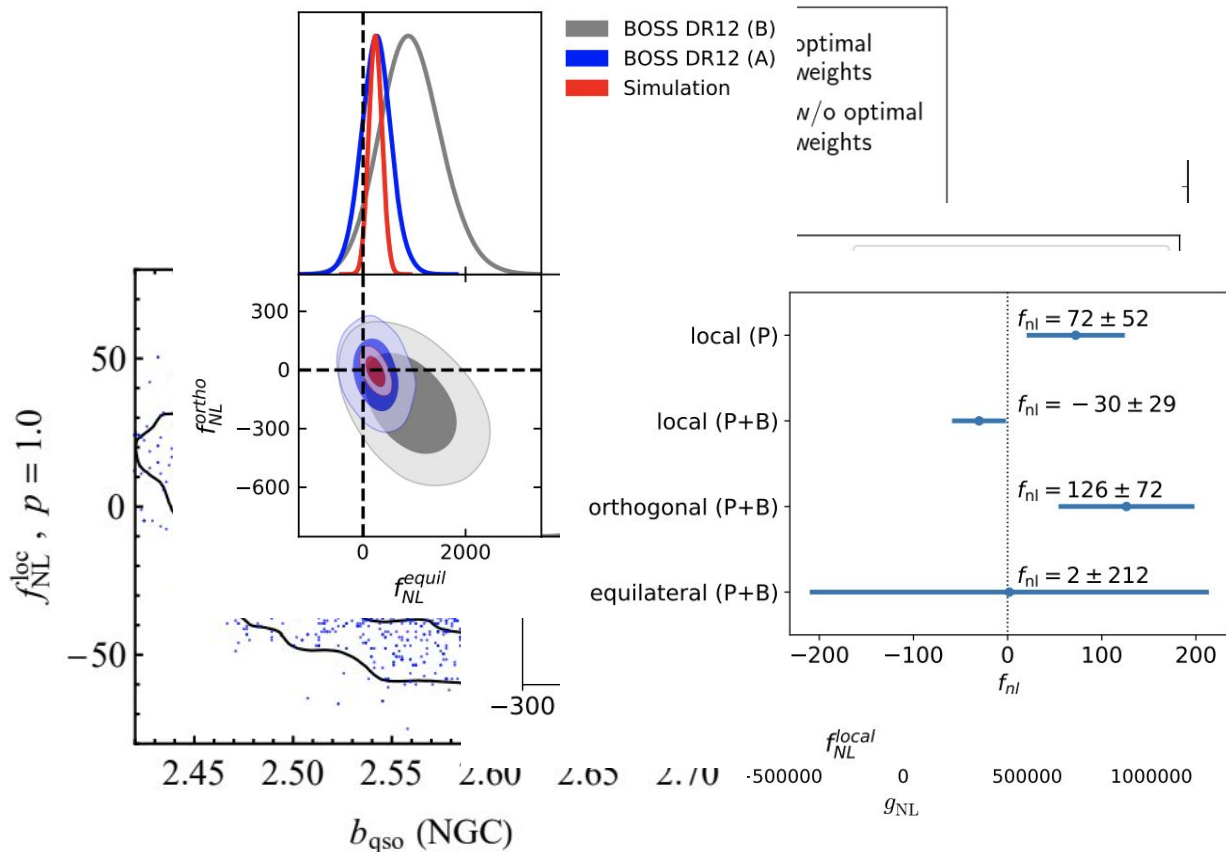 BOSS DR12 (B)
BOSS DR12 (A)
Simulation
weights
w/o optimal
weights
300
0
−300
−600
f_NL^ortho
0 2000
f_NL^equil
50
0
−50
f_NL^loc , p = 1.0
2.45 2.50 2.55 2.60 2.65 2.70
b_qso (NGC)
−300
local (P)
f_nl = 72 ± 52
local (P+B)
f_nl = −30 ± 29
orthogonal (P+B)
f_nl = 126 ± 72
equilateral (P+B)
f_nl = 2 ± 212
−200 −100 0 100 200
f_nl
f_NL^local
-500000 0 500000 1000000
g_NL